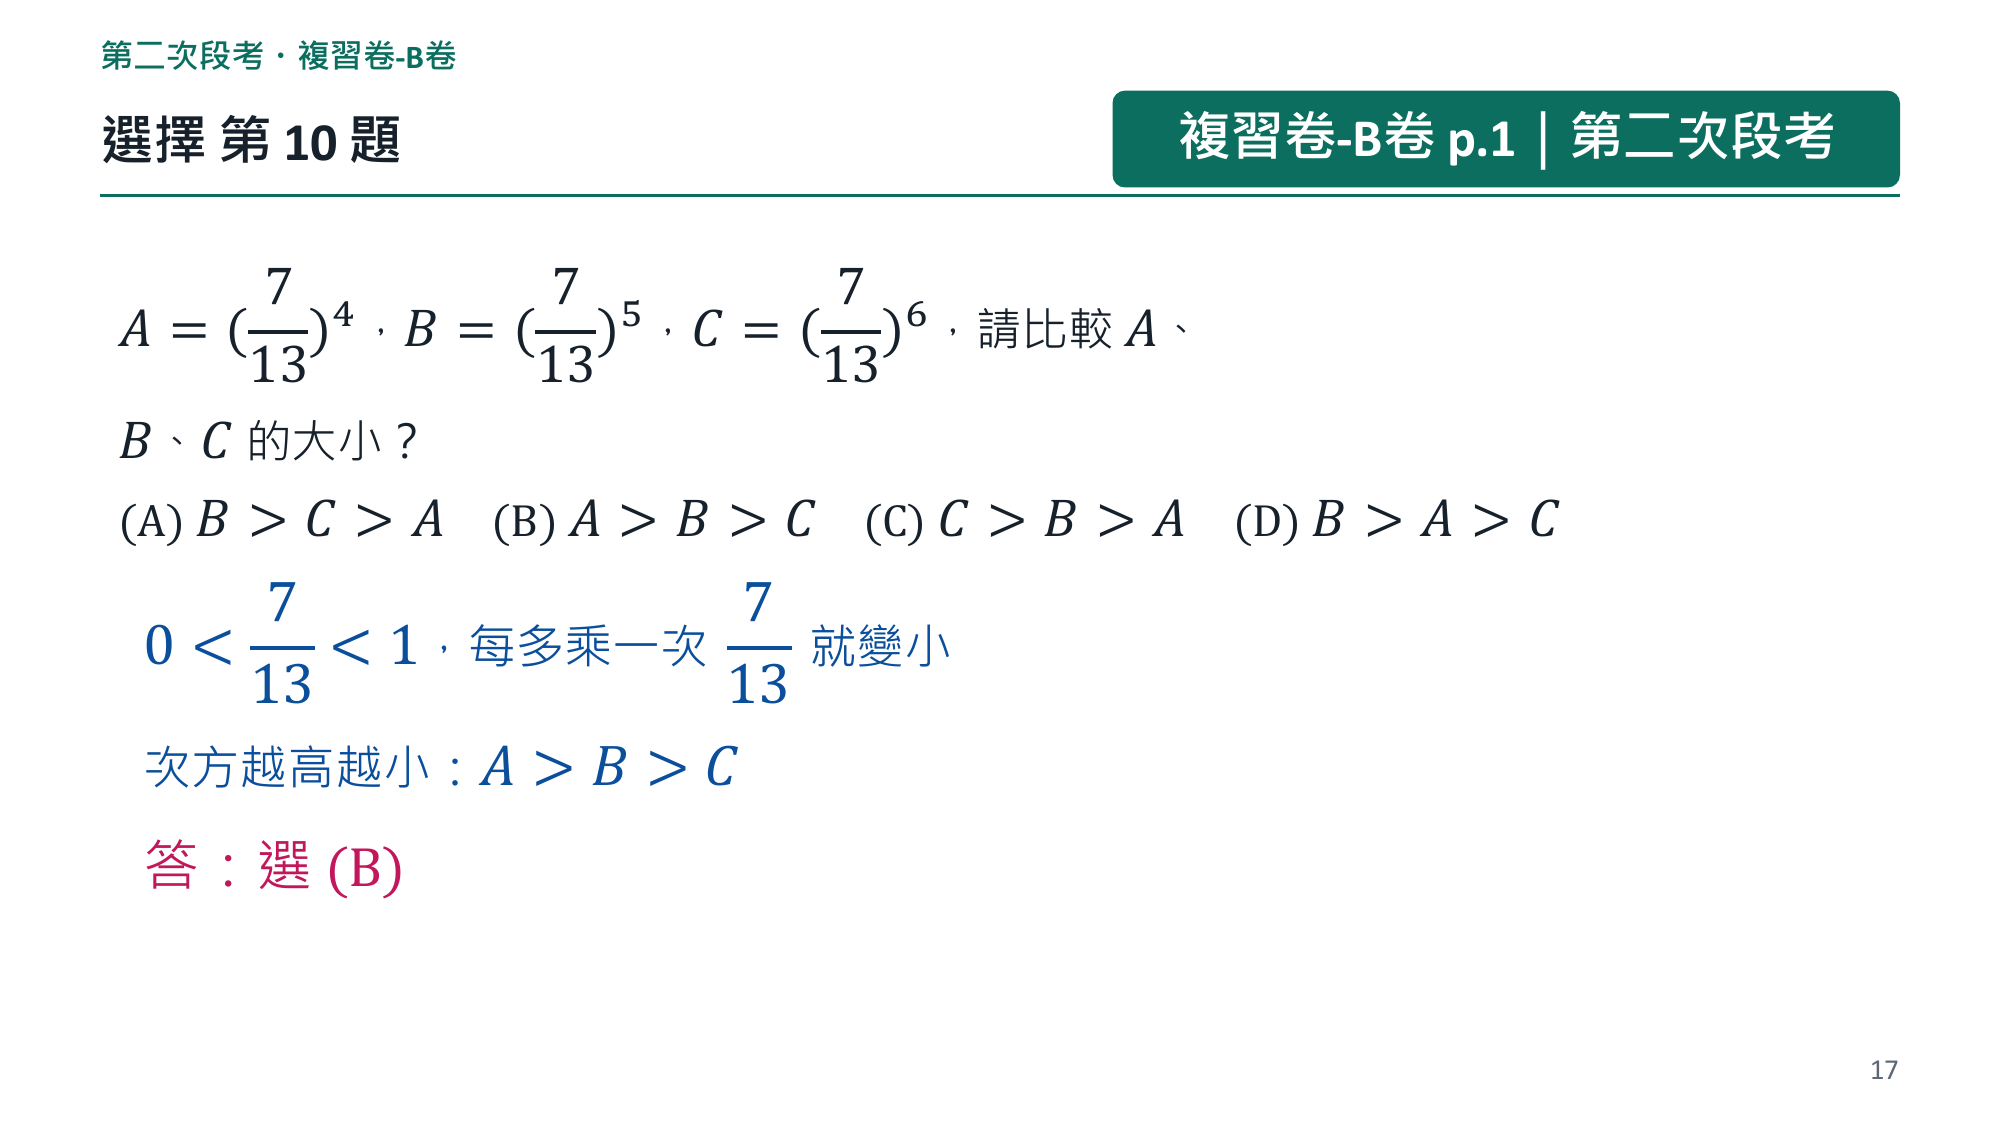 第二次段考・複習卷-B卷
選擇 第 10 題
複習卷-B卷 p.1｜第二次段考
A = (7/13)^4，B = (7/13)^5，C = (7/13)^6，請比較 A、
B、C 的大小？
(A) B > C > A (B) A > B > C (C) C > B > A (D) B > A > C
0 < 7/13 < 1，每多乘一次 7/13 就變小
次方越高越小：A > B > C
答：選 (B)
17